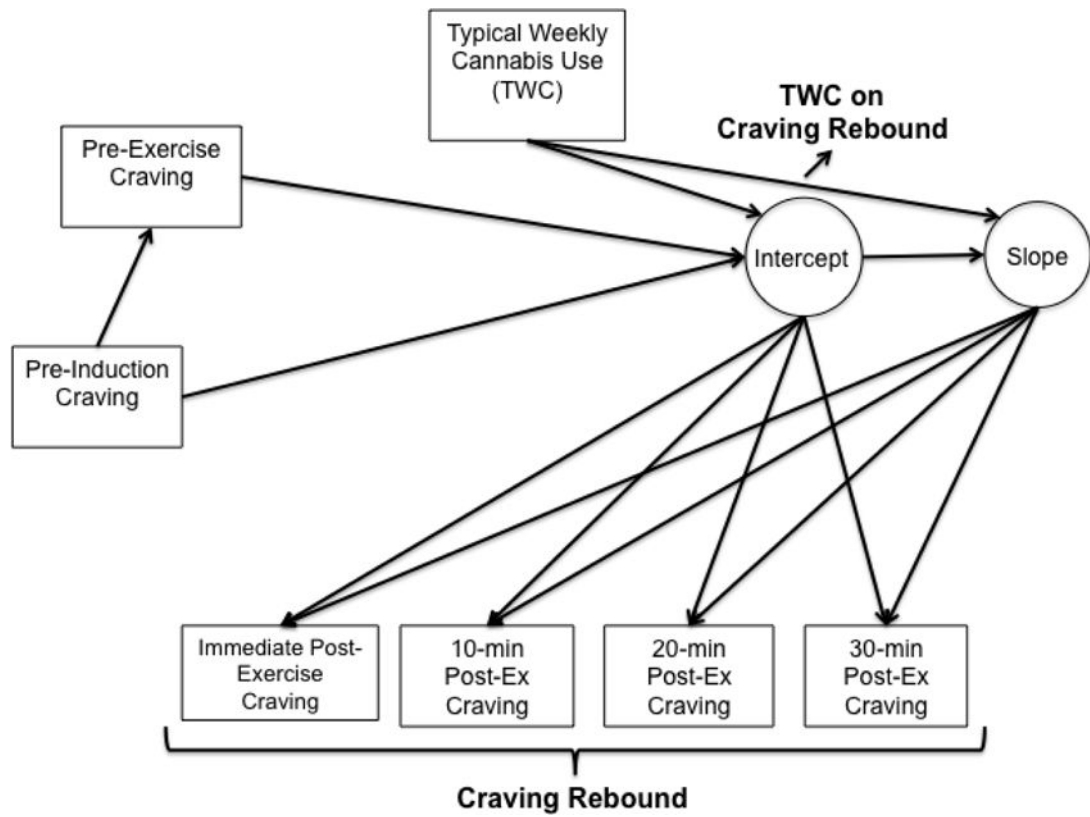 Typical Weekly
Cannabis Use
(TWC)
TWC on
Craving Rebound
Pre-Exercise
Craving
Intercept
Slope
Pre-Induction
Craving
Immediate Post-
Exercise
Craving
10-min
Post-Ex
Craving
20-min
Post-Ex
Craving
30-min
Post-Ex
Craving
Craving Rebound